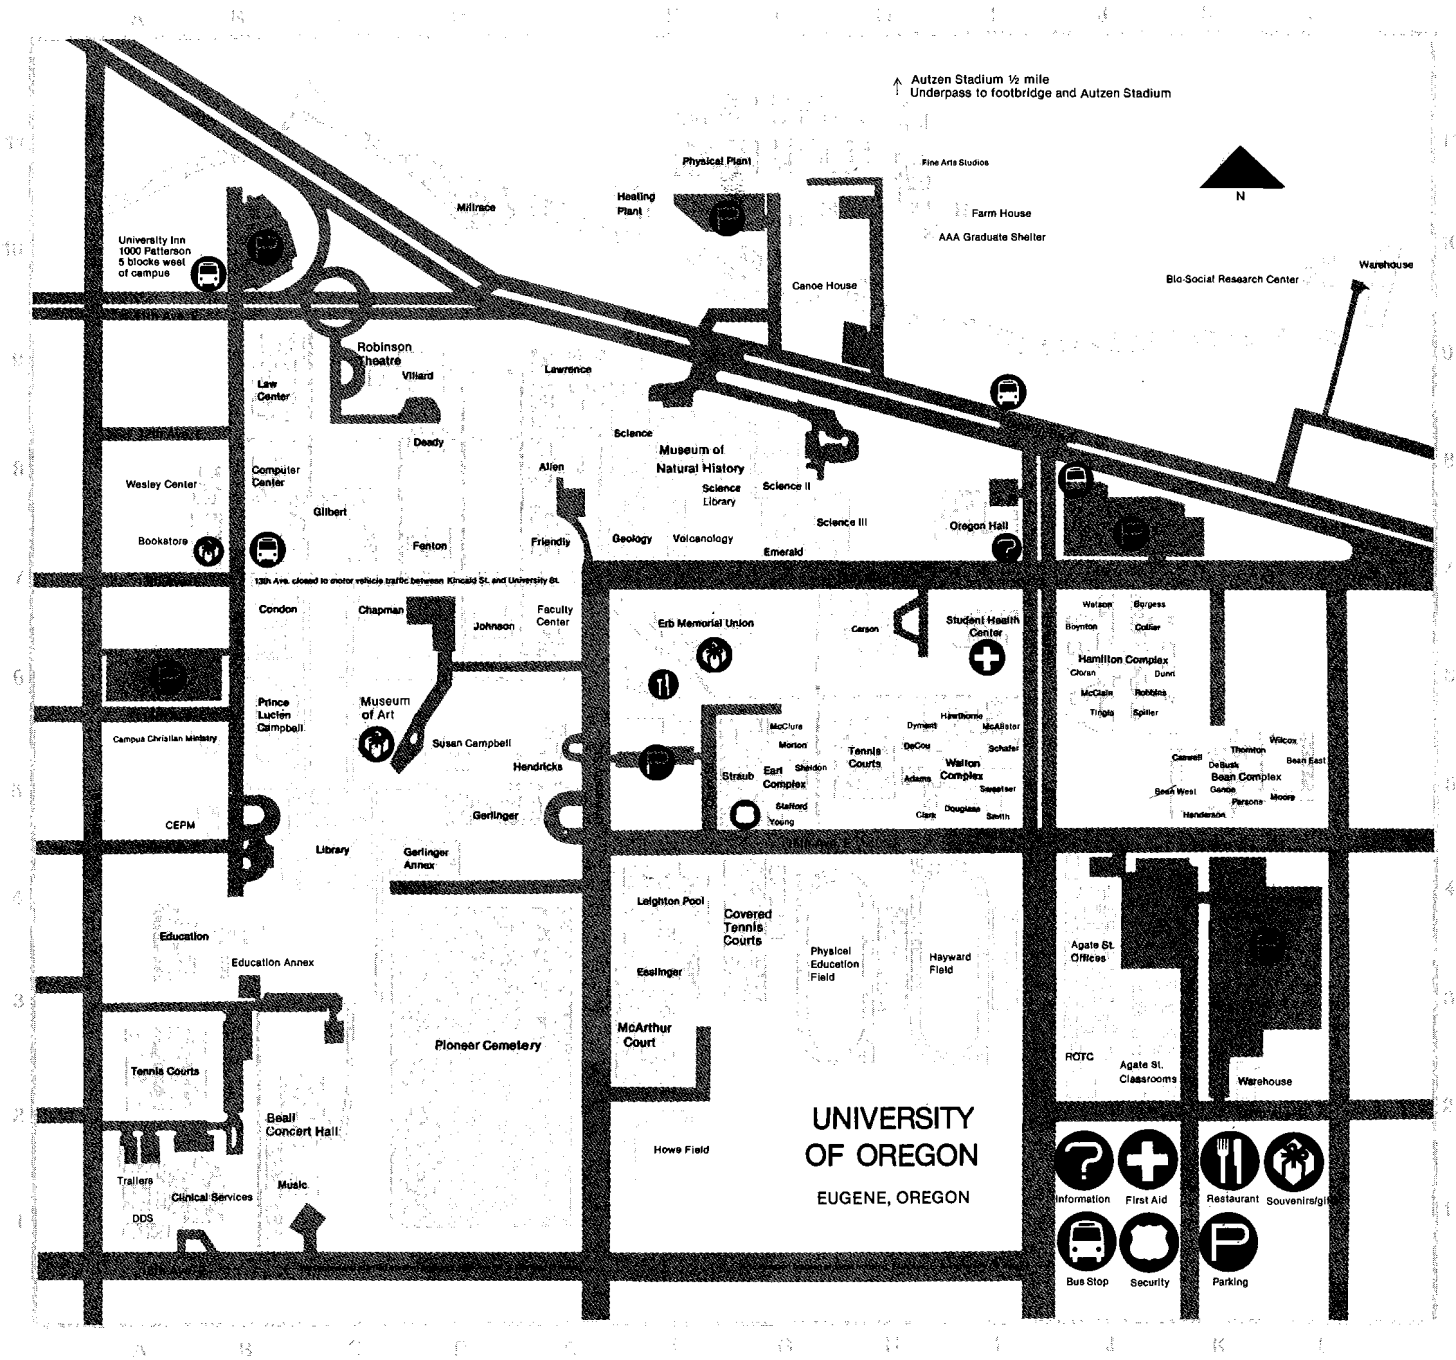 Autzen Stadium ½ mile
Underpass to footbridge and Autzen Stadium
Physical Plant
Fine Arts Studios
Heating
Plant
Millrace
N
Farm House
AAA Graduate Shelter
University Inn
1000 Patterson
5 blocks west
of campus
Canoe House
Bio-Social Research Center
Warehouse
Robinson
Theatre
Villard
Lawrence
Law
Center
Deady
Science
Museum of
Natural History
Allen
Computer
Center
Wesley Center
Science
Library
Science II
Gilbert
Science III
Oregon Hall
Bookstore
Fenton
Friendly
Geology
Volcanology
Emerald
13th Ave. closed to motor vehicle traffic between Kincaid St. and University St.
Condon
Chapman
Johnson
Faculty
Center
Erb Memorial Union
Carson
Student Health
Center
Watson
Burgess
Boynton
Collier
Hamilton Complex
Cloran
Dunn
McClain
Robbins
Tingle
Spiller
Prince
Lucien
Campbell
Museum
of Art
Campus Christian Ministry
Susan Campbell
Hendricks
McClure
Morton
Straub
Earl
Complex
Sheldon
Stafford
Young
Tennis
Courts
Hawthorne
Dyment
McAlister
DeCou
Schafer
Walton
Complex
Adams
Sweetser
Douglass
Clark
Smith
Wilcox
Thornton
Caswell
DeBusk
Bean East
Bean Complex
Bean West
Ganoe
Parsons
Moore
Henderson
CEPM
Gerlinger
Library
Gerlinger
Annex
Leighton Pool
Covered
Tennis
Courts
Education
Education Annex
Esslinger
Physical
Education
Field
Hayward
Field
Agate St.
Offices
McArthur
Court
Pioneer Cemetery
Tennis Courts
ROTC
Agate St.
Classrooms
Warehouse
Beall
Concert Hall
Howe Field
UNIVERSITY
OF OREGON
EUGENE, OREGON
Trailers
Clinical Services
Music
DDS
Information
First Aid
Restaurant
Souvenirs/gif
Bus Stop
Security
Parking